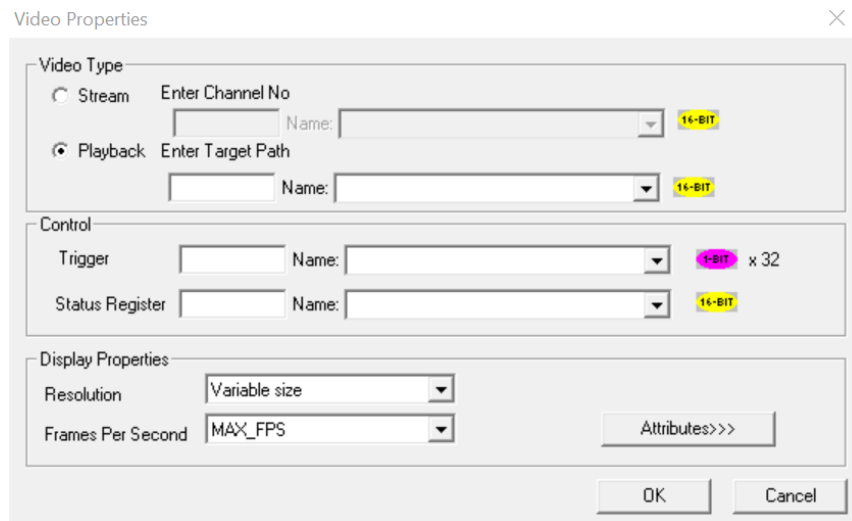 Video Properties
Video Type
Stream Enter Channel No
Name: 16-BIT
Playback Enter Target Path
Name: 16-BIT
Control
Trigger Name: 1-BIT x 32
Status Register Name: 16-BIT
Display Properties
Resolution Variable size
Frames Per Second MAX_FPS Attributes>>>
OK Cancel